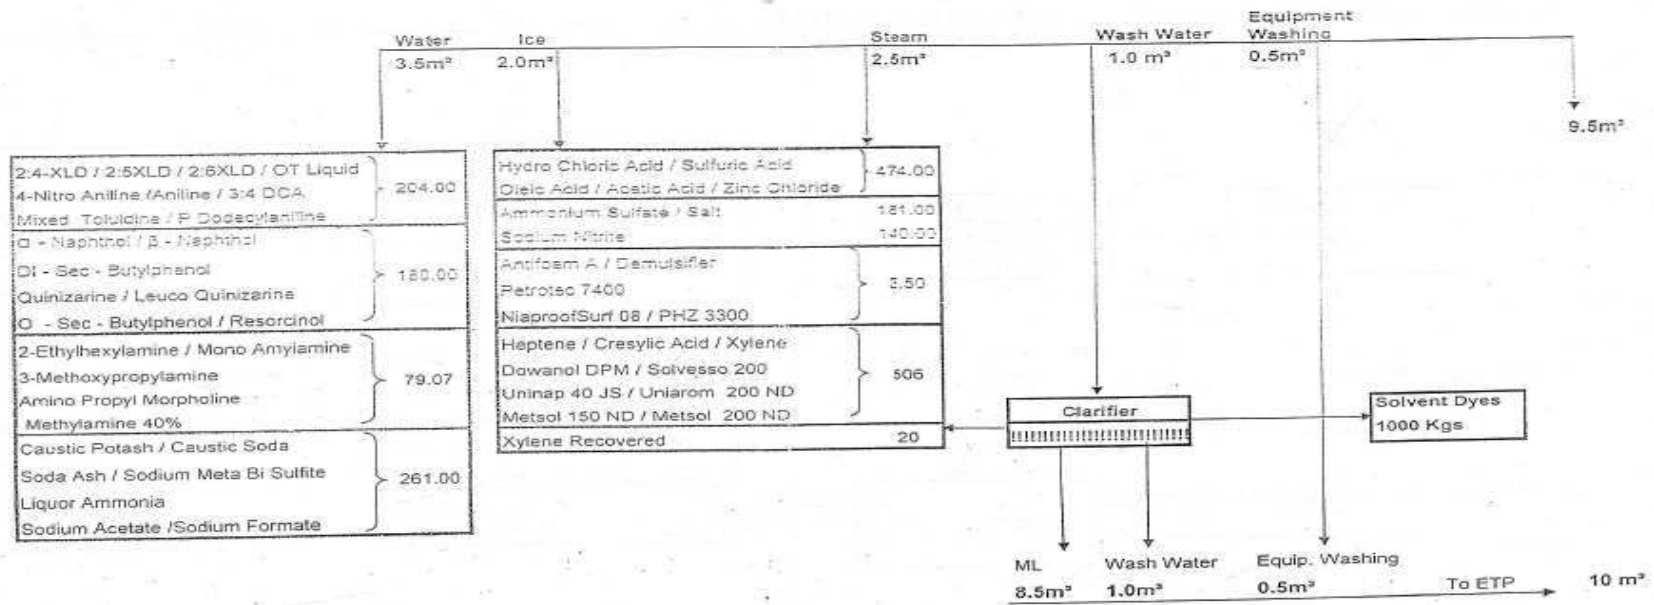 Water Ice Steam Wash Water Equipment Washing
3.5m³ 2.0m³ 2.5m³ 1.0 m³ 0.5m³
9.5m³
2:4-XLD / 2:5XLD / 2:6XLD / OT Liquid
4-Nitro Aniline /Aniline / 3:4 DCA
Mixed Toluidine / P Dodecylaniline
204.00
α - Naphthol / β - Naphthol
Di - Sec - Butylphenol
Quinizarine / Leuco Quinizarine
O - Sec - Butylphenol / Resorcinol
180.00
2-Ethylhexylamine / Mono Amylamine
3-Methoxypropylamine
Amino Propyl Morpholine
Methylamine 40%
79.07
Caustic Potash / Caustic Soda
Soda Ash / Sodium Meta Bi Sulfite
Liquor Ammonia
Sodium Acetate /Sodium Formate
261.00
Hydro Chloric Acid / Sulfuric Acid
Oleic Acid / Acetic Acid / Zinc Chloride
474.00
Ammonium Sulfate / Salt 181.00
Sodium Nitrite 140.00
Antifoam A / Demulsifier
Petrotec 7400
NiaproofSurf 08 / PHZ 3300
3.50
Heptene / Cresylic Acid / Xylene
Dowanol DPM / Solvesso 200
Uninap 40 JS / Uniarom 200 ND
Metsol 150 ND / Metsol 200 ND
506
Xylene Recovered 20
Clarifier
Solvent Dyes
1000 Kgs
ML Wash Water Equip. Washing
8.5m³ 1.0m³ 0.5m³ To ETP 10 m³